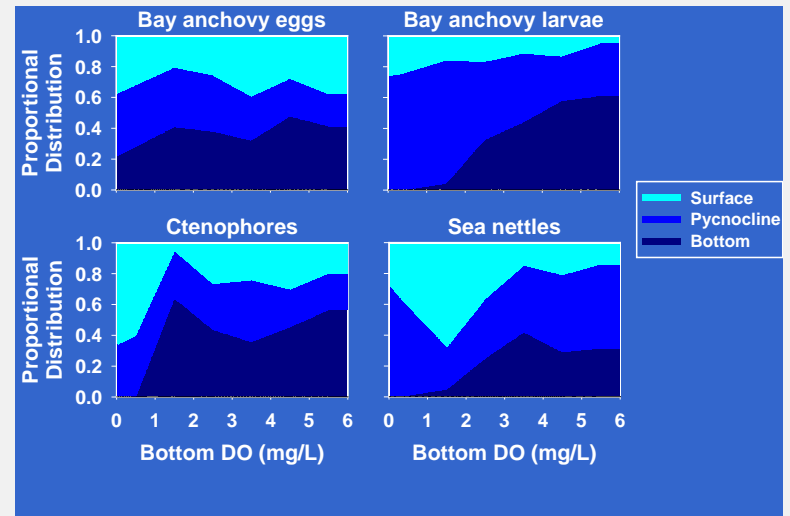 Bay anchovy eggs
Bay anchovy larvae
Proportional
Distribution
1.0
0.8
0.6
0.4
0.2
0.0
Surface
Pycnocline
Bottom
Ctenophores
Sea nettles
Proportional
Distribution
1.0
0.8
0.6
0.4
0.2
0.0
0 1 2 3 4 5 6
0 1 2 3 4 5 6
Bottom DO (mg/L)
Bottom DO (mg/L)